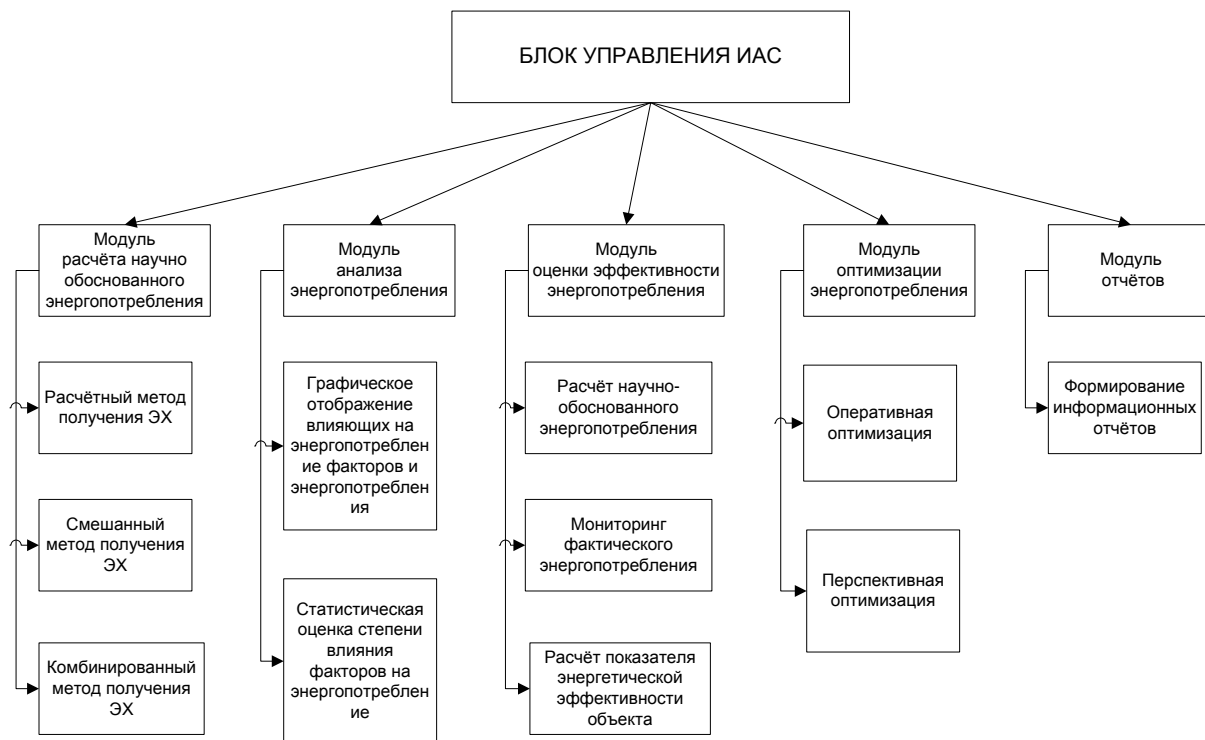 БЛОК УПРАВЛЕНИЯ ИАС
Модуль
расчёта научно
обоснованного
энергопотребления
Расчётный метод
получения ЭХ
Смешанный
метод получения
ЭХ
Комбинированный
метод получения
ЭХ
Модуль
анализа
энергопотребления
Графическое
отображение
влияющих на
энергопотреблен
ие факторов и
энергопотреблен
ия
Статистическая
оценка степени
влияния
факторов на
энергопотреблен
ие
Модуль
оценки эффективности
энергопотребления
Расчёт научно-
обоснованного
энергопотребления
Мониторинг
фактического
энергопотребления
Расчёт показателя
энергетической
эффективности
объекта
Модуль
оптимизации
энергопотребления
Оперативная
оптимизация
Перспективная
оптимизация
Модуль
отчётов
Формирование
информационных
отчётов